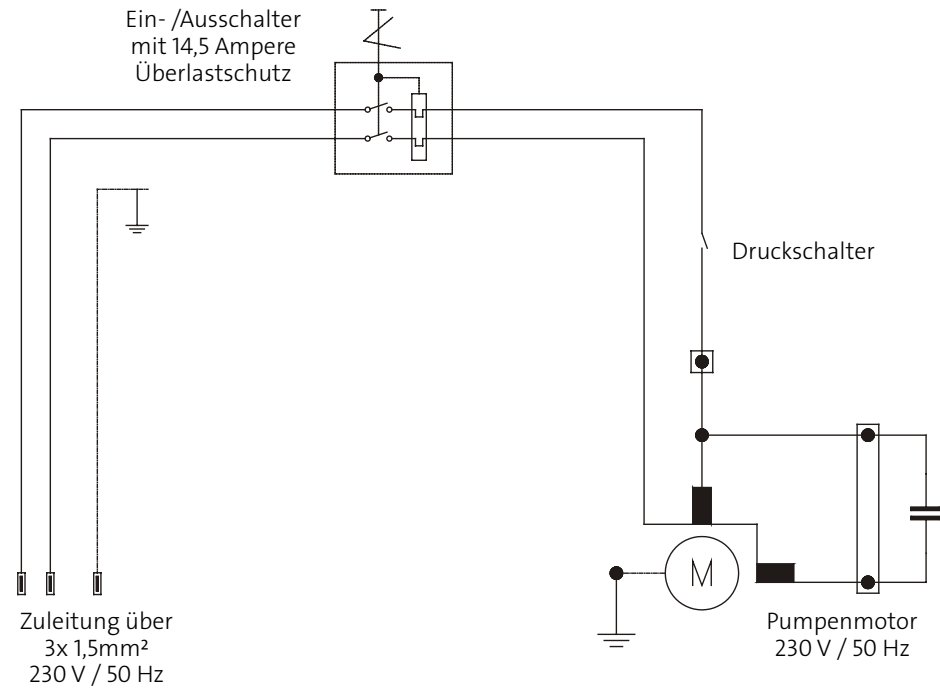 Ein- /Ausschalter
mit 14,5 Ampere
Überlastschutz
Druckschalter
M
Zuleitung über
3x 1,5mm²
230 V / 50 Hz
Pumpenmotor
230 V / 50 Hz